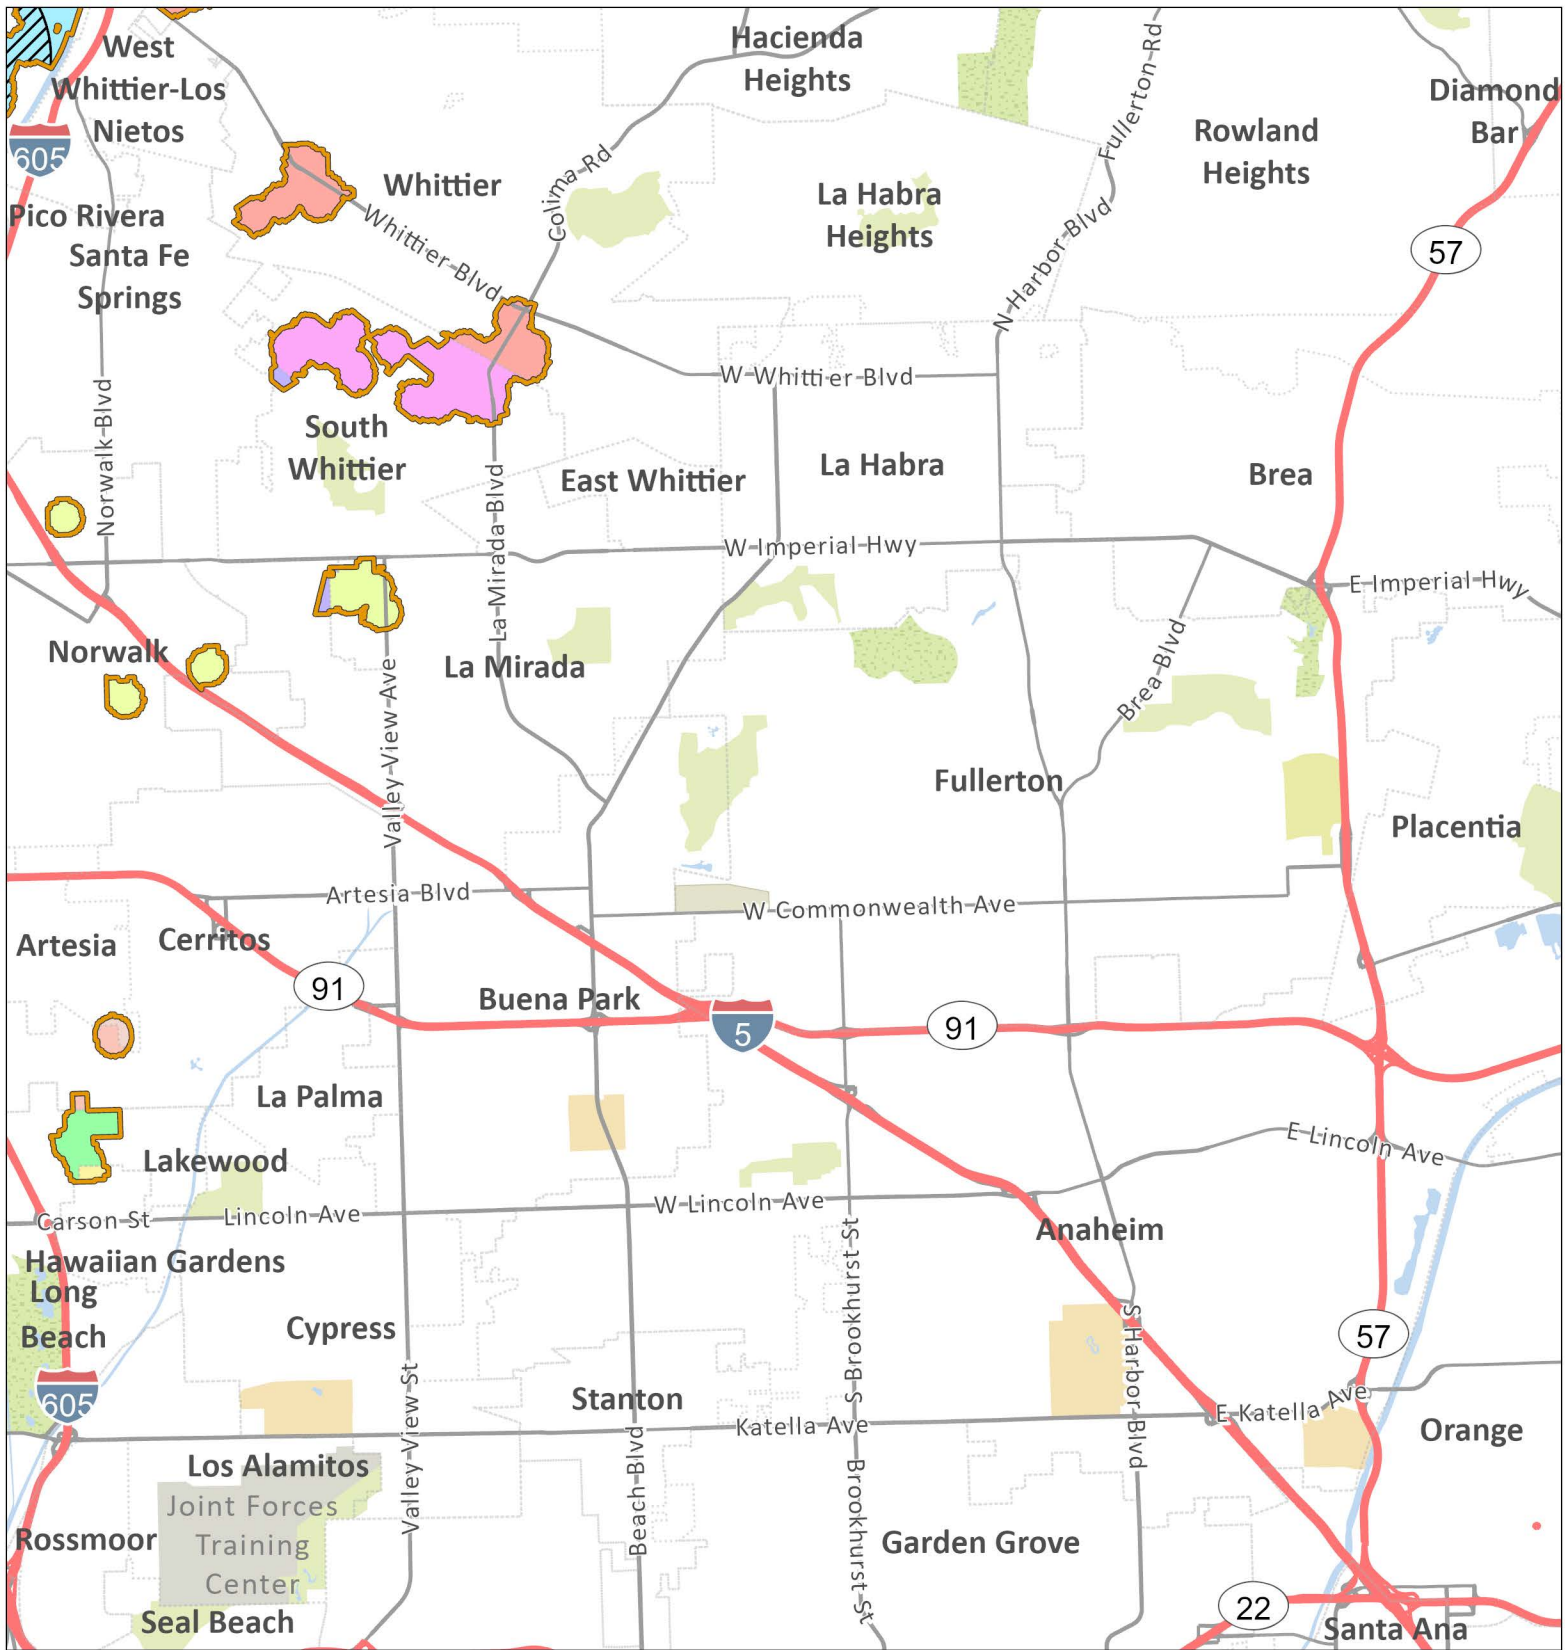 West
Whittier-Los
Nietos
Hacienda
Heights
Fullerton Rd
Diamond
Bar
605
Rowland
Heights
Whittier
Colima Rd
La Habra
Heights
Pico Rivera
Santa Fe
Springs
Whittier Blvd
N Harbor Blvd
57
W Whittier Blvd
Norwalk Blvd
South
Whittier
East Whittier
La Habra
Brea
La Mirada Blvd
W Imperial Hwy
E Imperial Hwy
Norwalk
La Mirada
Brea Blvd
Valley View Ave
Fullerton
Placentia
Artesia Blvd
W Commonwealth Ave
Artesia
Cerritos
91
Buena Park
5
91
La Palma
Lakewood
E Lincoln Ave
Carson St
Lincoln Ave
W Lincoln Ave
Anaheim
Hawaiian Gardens
Long
Beach
Cypress
S Brookhurst St
S Harbor Blvd
57
605
Stanton
Katella Ave
E Katella Ave
Orange
Valley View St
Beach Blvd
Brookhurst St
Los Alamitos
Joint Forces
Training
Center
Rossmoor
Garden Grove
Seal Beach
22
Santa Ana